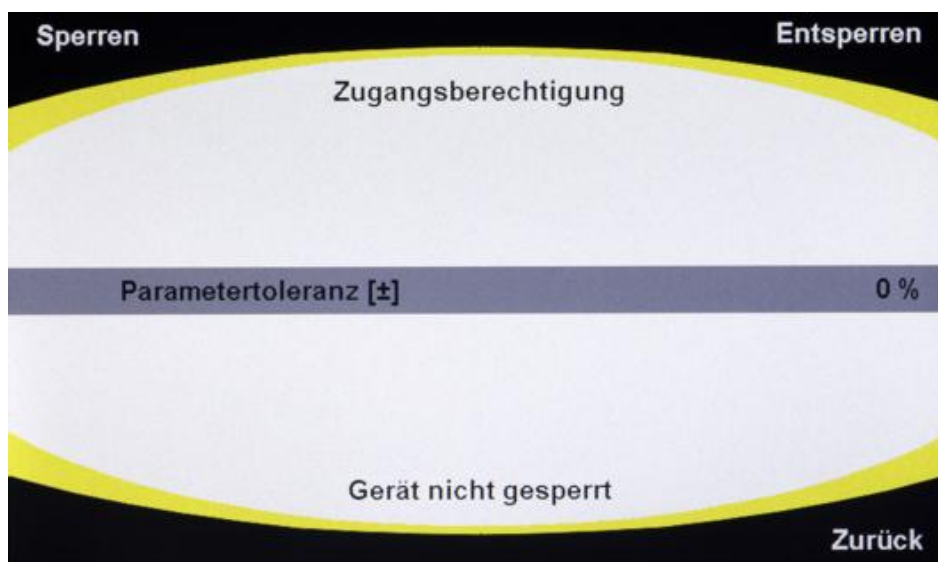 Sperren
Entsperren
Zugangsberechtigung
Parametertoleranz [±]
0 %
Gerät nicht gesperrt
Zurück